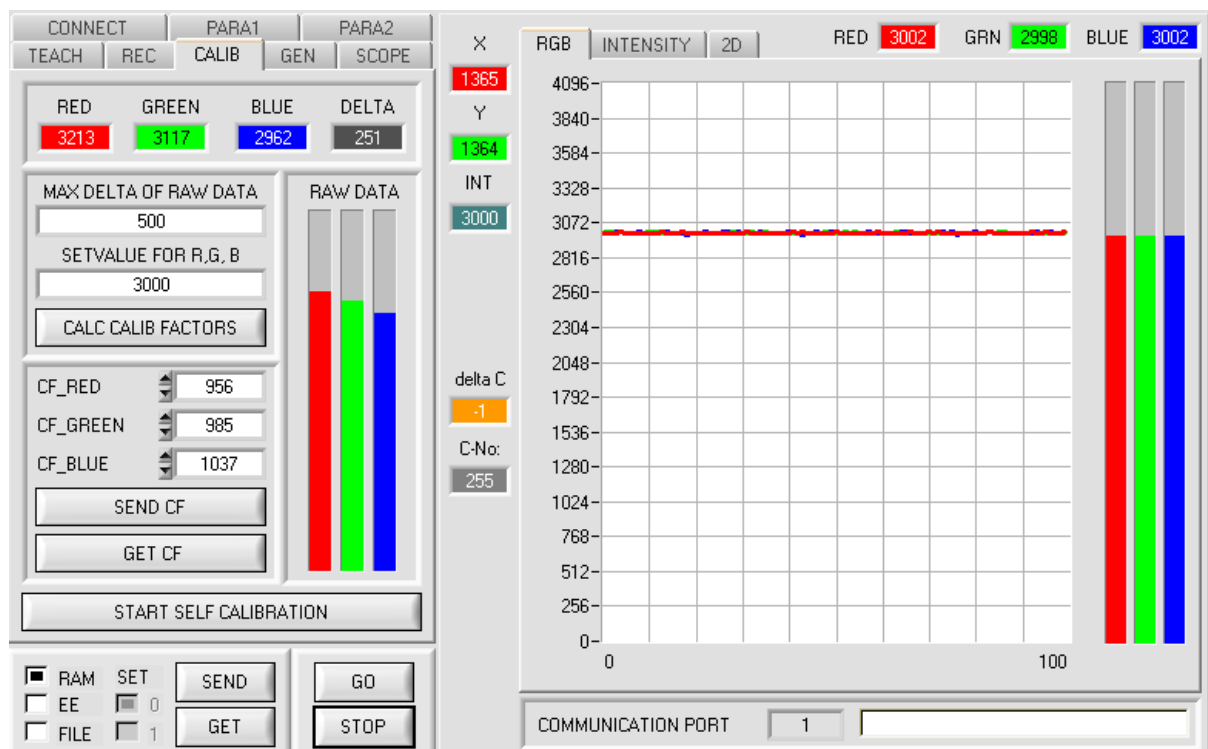 CONNECT PARA1 PARA2
TEACH REC CALIB GEN SCOPE
RED GREEN BLUE DELTA
3213 3117 2962 251
MAX DELTA OF RAW DATA
500
SETVALUE FOR R,G, B
3000
CALC CALIB FACTORS
RAW DATA
CF_RED 956
CF_GREEN 985
CF_BLUE 1037
SEND CF
GET CF
START SELF CALIBRATION
RAM SET SEND GO
EE 0
FILE 1 GET STOP
X
1365
Y
1364
INT
3000
delta C
-1
C-No:
255
RGB INTENSITY 2D RED 3002 GRN 2998 BLUE 3002
4096
3840
3584
3328
3072
2816
2560
2304
2048
1792
1536
1280
1024
768
512
256
0
0 100
COMMUNICATION PORT 1